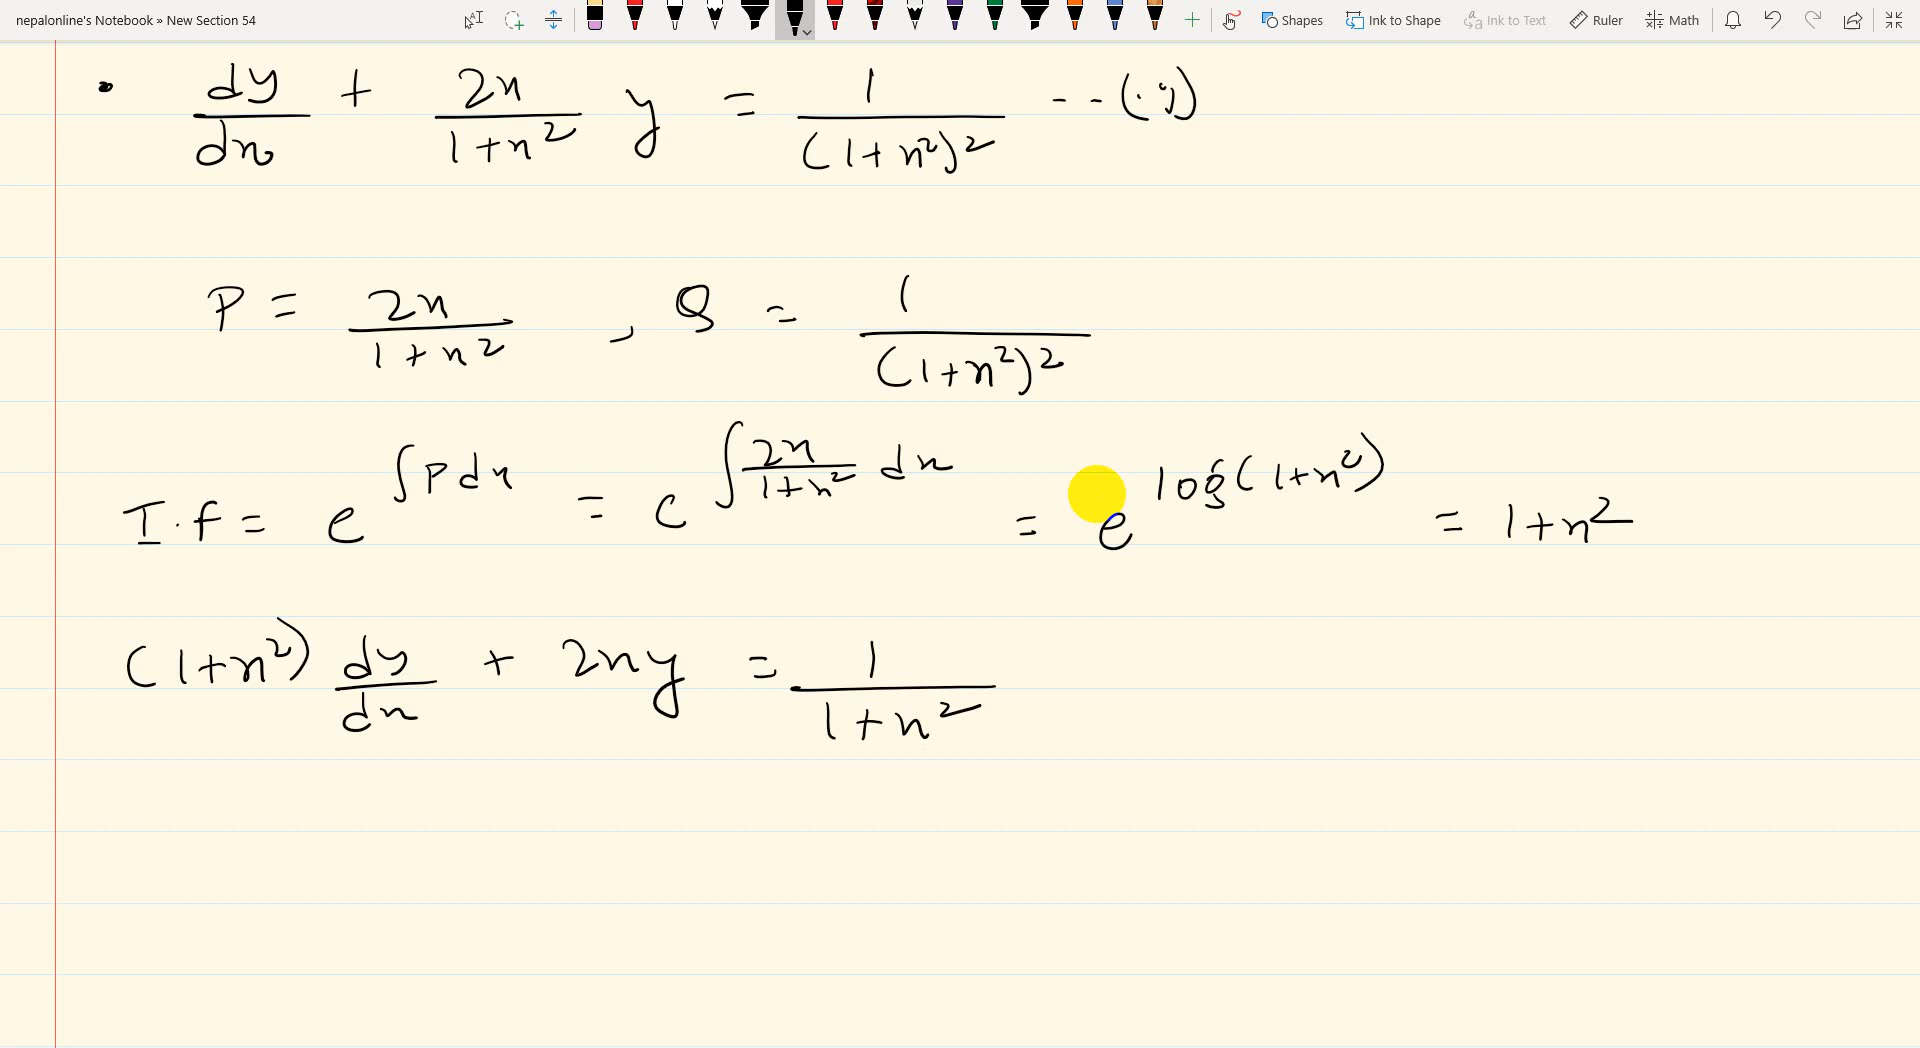 nepalonline's Notebook » New Section 54 Shapes Ink to Shape Ink to Text Ruler Math
dy/dx + 2x/(1+x²) y = 1/(1+x²)² --(i)
P = 2x/(1+x²) , Q = 1/(1+x²)²
I.f = e^∫Pdx = e^∫2x/(1+x²) dx = e^log(1+x²) = 1+x²
(1+x²) dy/dx + 2xy = 1/(1+x²)